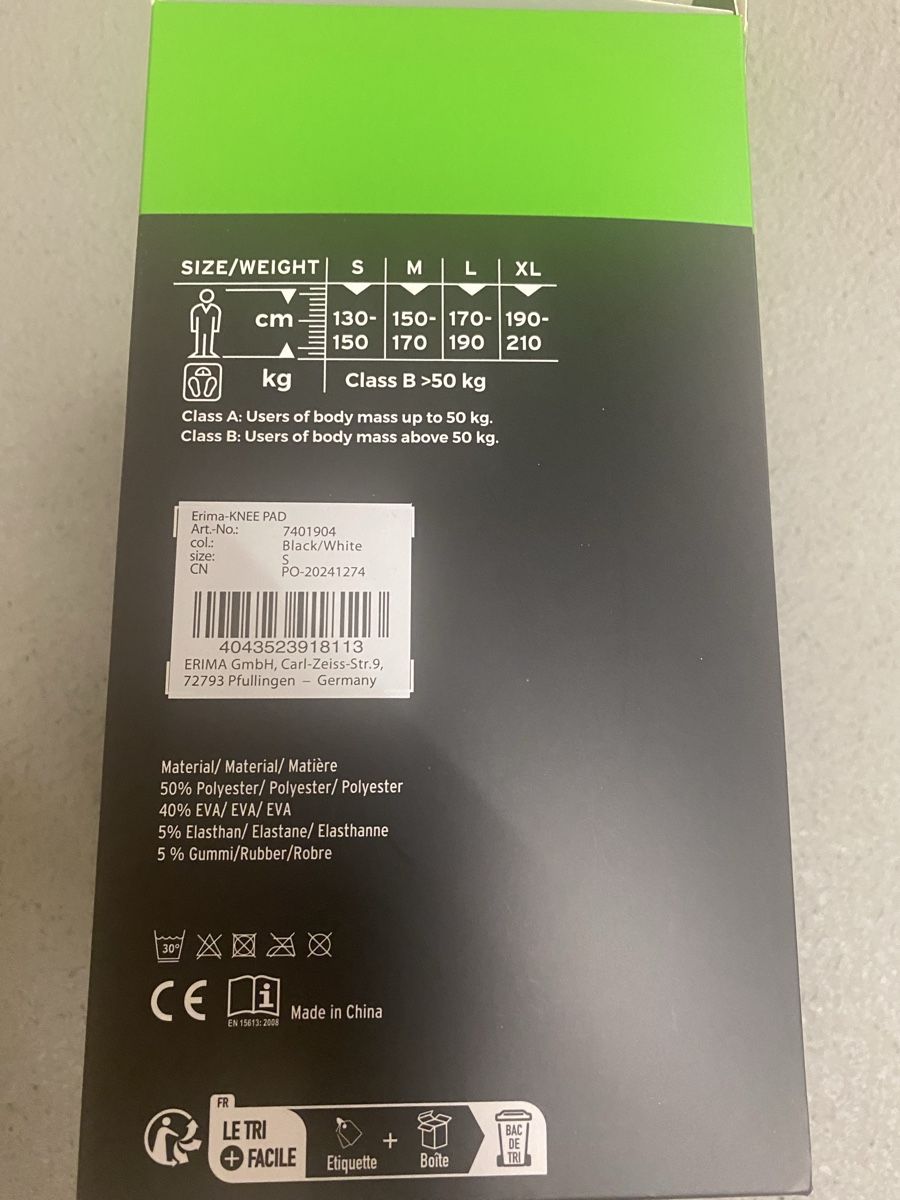 SIZE/WEIGHT S M L XL
cm 130-150 150-170 170-190 190-210
kg Class B >50 kg
Class A: Users of body mass up to 50 kg.
Class B: Users of body mass above 50 kg.
Erima-KNEE PAD
Art.-No.: 7401904
col.: Black/White
size: S
CN PO-20241274
4043523918113
ERIMA GmbH, Carl-Zeiss-Str.9,
72793 Pfullingen – Germany
Material/ Material/ Matière
50% Polyester/ Polyester/ Polyester
40% EVA/ EVA/ EVA
5% Elasthan/ Elastane/ Elasthanne
5 % Gummi/Rubber/Robre
30°
CE i Made in China
EN 15613: 2008
FR
LE TRI
+ FACILE
Etiquette + Boîte
BAC
DE
TRI